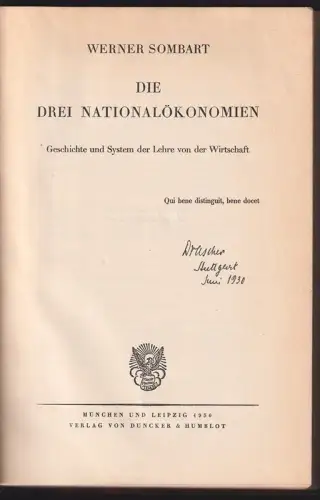 WERNER SOMBART
DIE
DREI NATIONALÖKONOMIEN
Geschichte und System der Lehre von der Wirtschaft
Qui bene distinguit, bene docet
Stuttgart
Juni 1930
MÜNCHEN UND LEIPZIG 1930
VERLAG VON DUNCKER & HUMBLOT